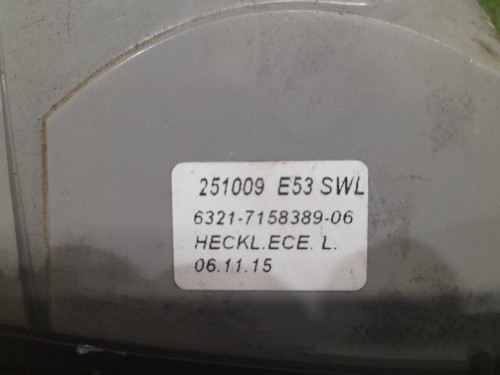 251009 E53 SWL
6321-7158389-06
HECKL.ECE. L.
06.11.15